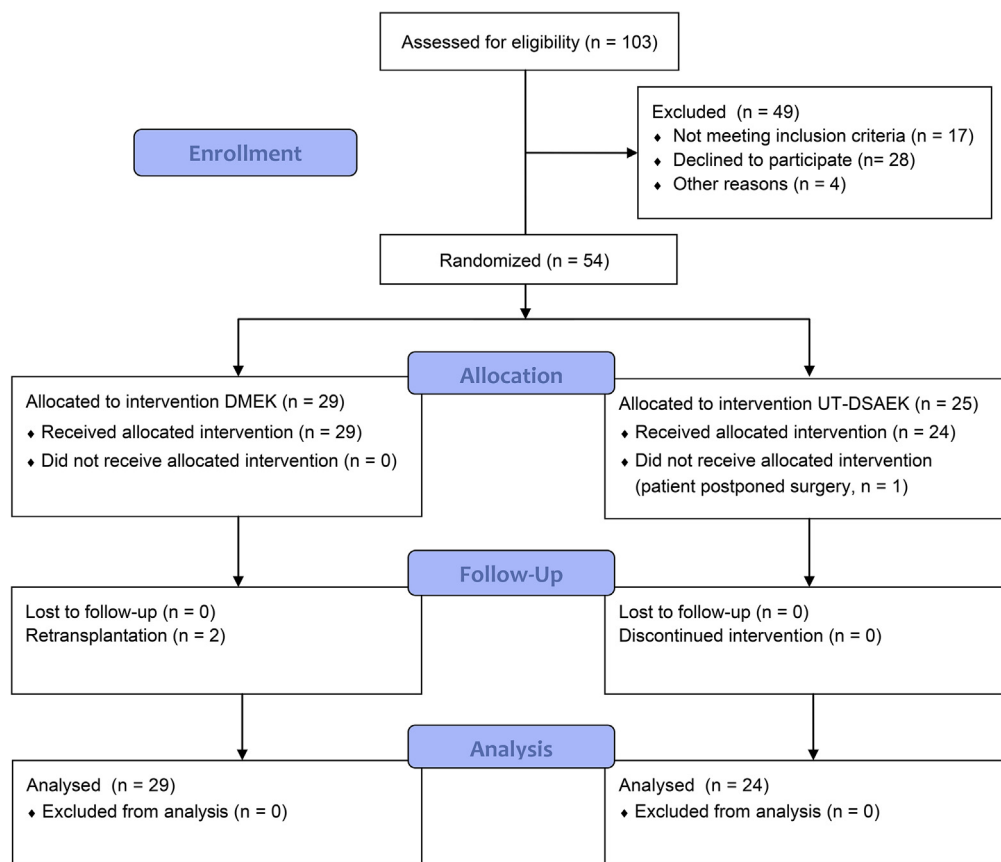 Assessed for eligibility (n = 103)
Excluded (n = 49)
♦ Not meeting inclusion criteria (n = 17)
♦ Declined to participate (n= 28)
♦ Other reasons (n = 4)
Enrollment
Randomized (n = 54)
Allocation
Allocated to intervention DMEK (n = 29)
♦ Received allocated intervention (n = 29)
♦ Did not receive allocated intervention (n = 0)
Allocated to intervention UT-DSAEK (n = 25)
♦ Received allocated intervention (n = 24)
♦ Did not receive allocated intervention
(patient postponed surgery, n = 1)
Follow-Up
Lost to follow-up (n = 0)
Retransplantation (n = 2)
Lost to follow-up (n = 0)
Discontinued intervention (n = 0)
Analysis
Analysed (n = 29)
♦ Excluded from analysis (n = 0)
Analysed (n = 24)
♦ Excluded from analysis (n = 0)